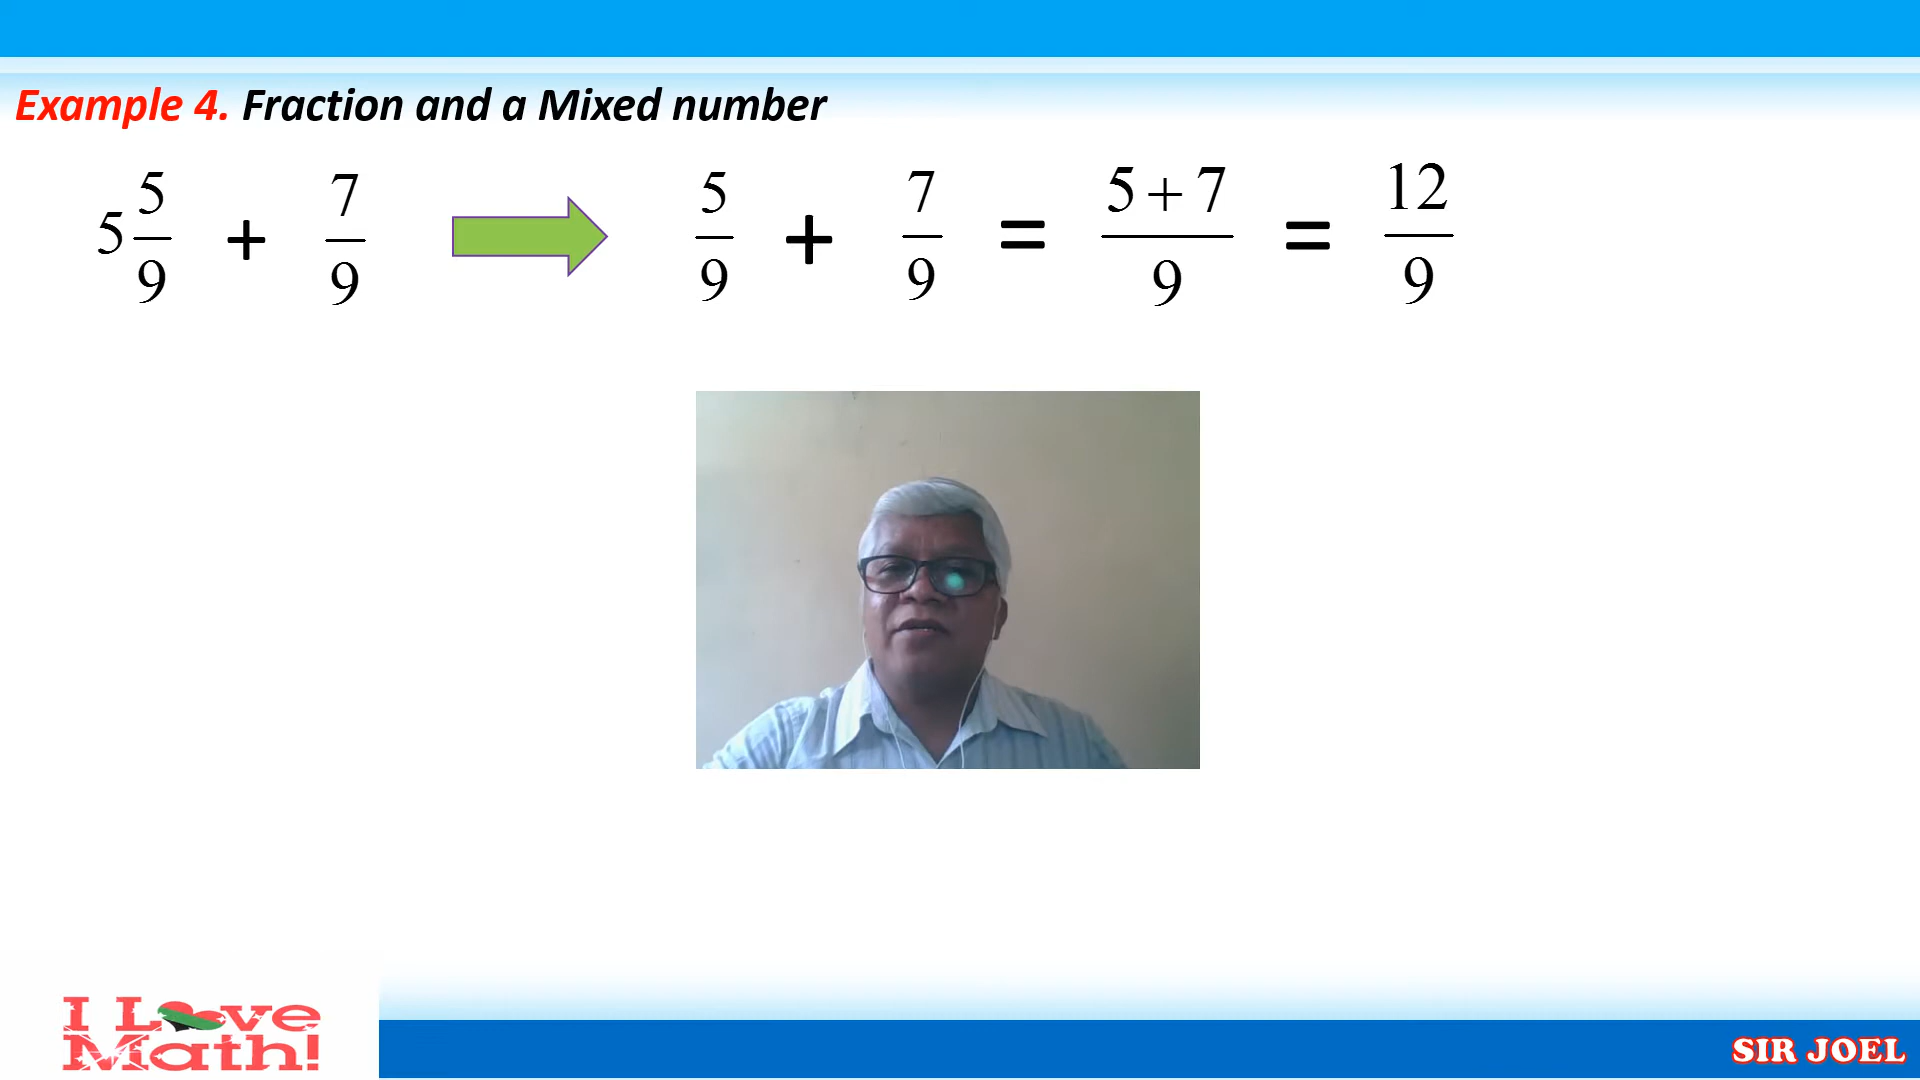 Example 4. Fraction and a Mixed number
5 5/9 + 7/9 5/9 + 7/9 = 5+7/9 = 12/9
I Love
Math!
SIR JOEL